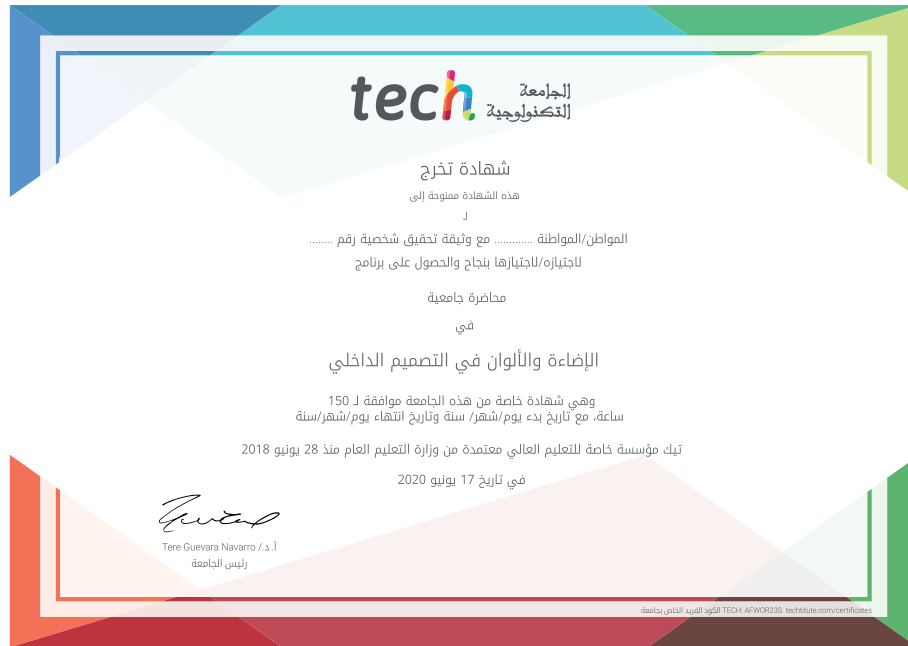 tech الجامعة
التكنولوجية
شهادة تخرج
هذه الشهادة ممنوحة إلى
لـ
المواطن/المواطنة ............ مع وثيقة تحقيق شخصية رقم ........
لاجتيازه/لاجتيازها بنجاح والحصول على برنامج
محاضرة جامعية
في
الإضاءة والألوان في التصميم الداخلي
وهي شهادة خاصة من هذه الجامعة موافقة لـ 150
ساعة، مع تاريخ بدء يوم/شهر/ سنة وتاريخ انتهاء يوم/شهر/سنة
تيك مؤسسة خاصة للتعليم العالي معتمدة من وزارة التعليم العام منذ 28 يونيو 2018
في تاريخ 17 يونيو 2020
أ.د./ Tere Guevara Navarro
رئيس الجامعة
الكود الفريد الخاص بجامعة TECH: AFWOR23S techtitute.com/certificates